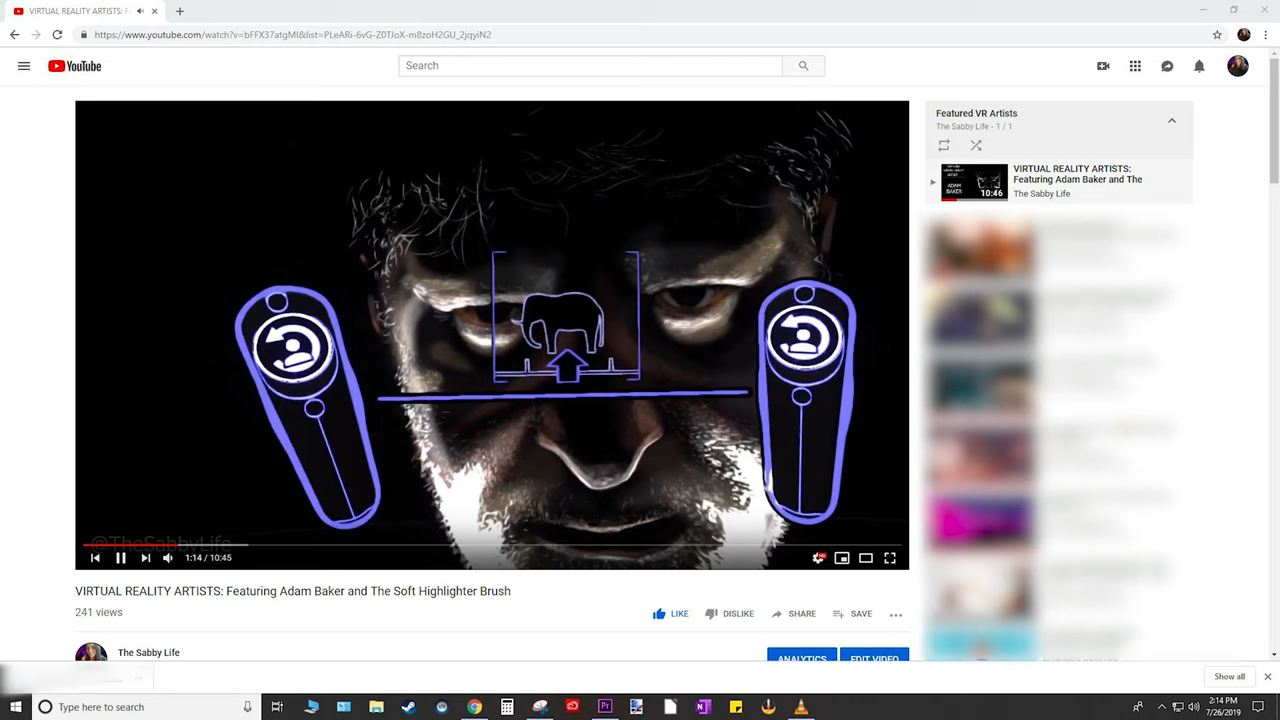 VIRTUAL REALITY ARTISTS: F
https://www.youtube.com/watch?v=bFFX37atgMI&list=PLeARi-6vG-Z0TJoX-m8zoH2GU_2jqyiN2
YouTube
Search
Featured VR Artists
The Sabby Life - 1 / 1
VIRTUAL REALITY ARTISTS:
Featuring Adam Baker and The
The Sabby Life
ADAM
BAKER
10:46
@TheSabbyLife
1:14 / 10:45
HD
VIRTUAL REALITY ARTISTS: Featuring Adam Baker and The Soft Highlighter Brush
241 views
LIKE
DISLIKE
SHARE
SAVE
The Sabby Life
ANALYTICS
EDIT VIDEO
Show all
Type here to search
2:14 PM
7/26/2019